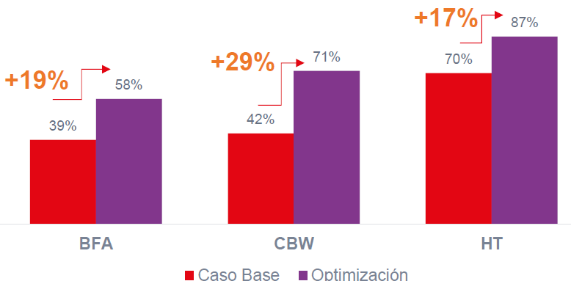 +19%
39%
58%
+29%
42%
71%
+17%
70%
87%
BFA
CBW
HT
Caso Base
Optimización